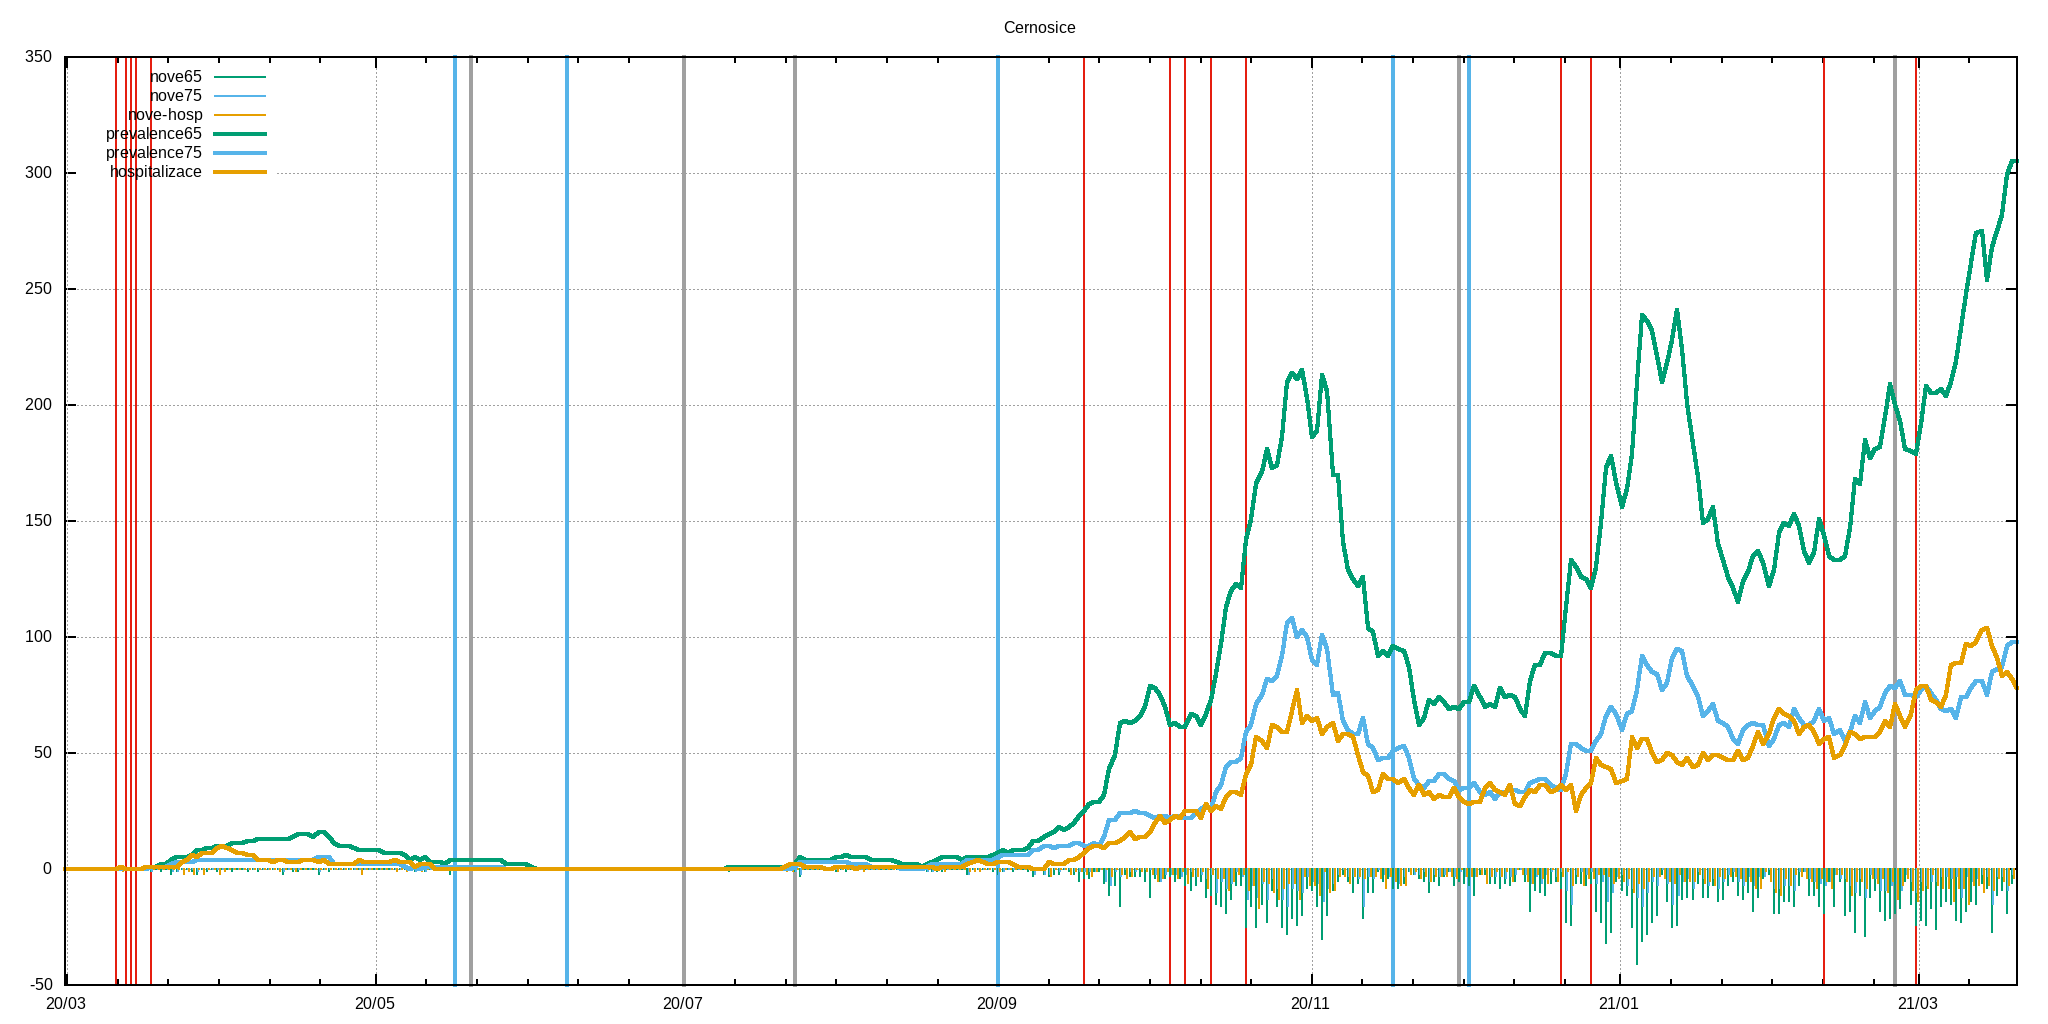 Cernosice
350
nove65
nove75
nove-hosp
prevalence65
prevalence75
hospitalizace
300
250
200
150
100
50
0
-50
20/03 20/05 20/07 20/09 20/11 21/01 21/03